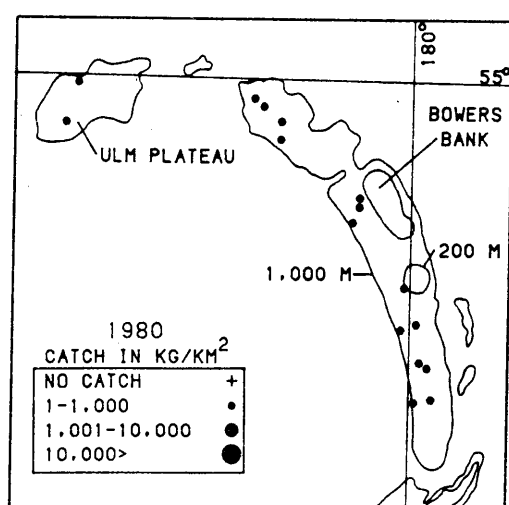 180°
55°
BOWERS
BANK
ULM PLATEAU
200 M
1,000 M
1980
CATCH IN KG/KM²
NO CATCH +
1-1,000
1,001-10,000
10,000>